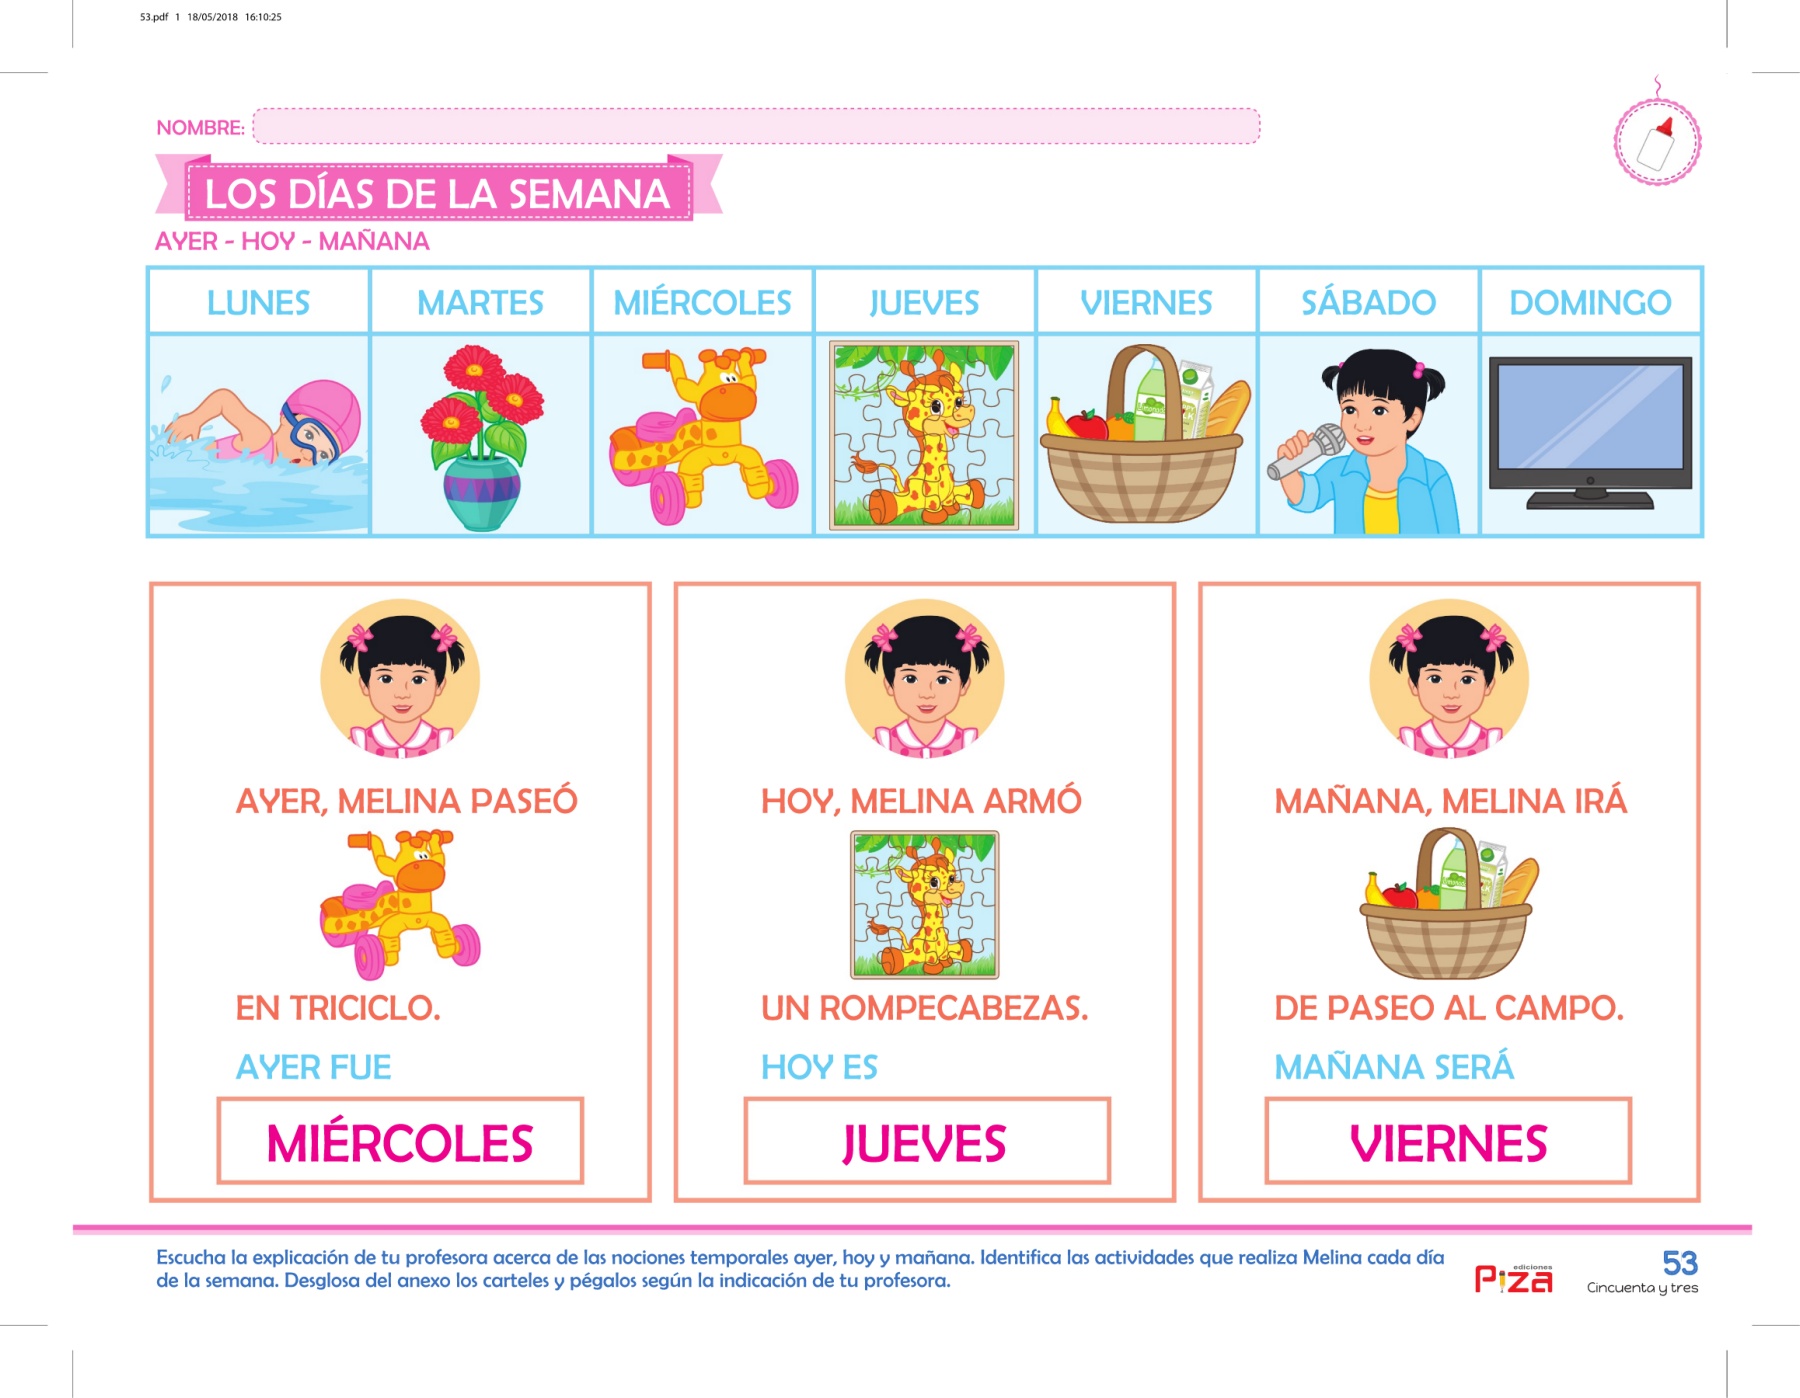 53.pdf 1 18/05/2018 16:10:25
NOMBRE:
LOS DÍAS DE LA SEMANA
AYER - HOY - MAÑANA
LUNES MARTES MIÉRCOLES JUEVES VIERNES SÁBADO DOMINGO
AYER, MELINA PASEÓ
EN TRICICLO.
AYER FUE
MIÉRCOLES
HOY, MELINA ARMÓ
UN ROMPECABEZAS.
HOY ES
JUEVES
MAÑANA, MELINA IRÁ
DE PASEO AL CAMPO.
MAÑANA SERÁ
VIERNES
Escucha la explicación de tu profesora acerca de las nociones temporales ayer, hoy y mañana. Identifica las actividades que realiza Melina cada día
de la semana. Desglosa del anexo los carteles y pégalos según la indicación de tu profesora.
ediciones
Piza
53
Cincuenta y tres